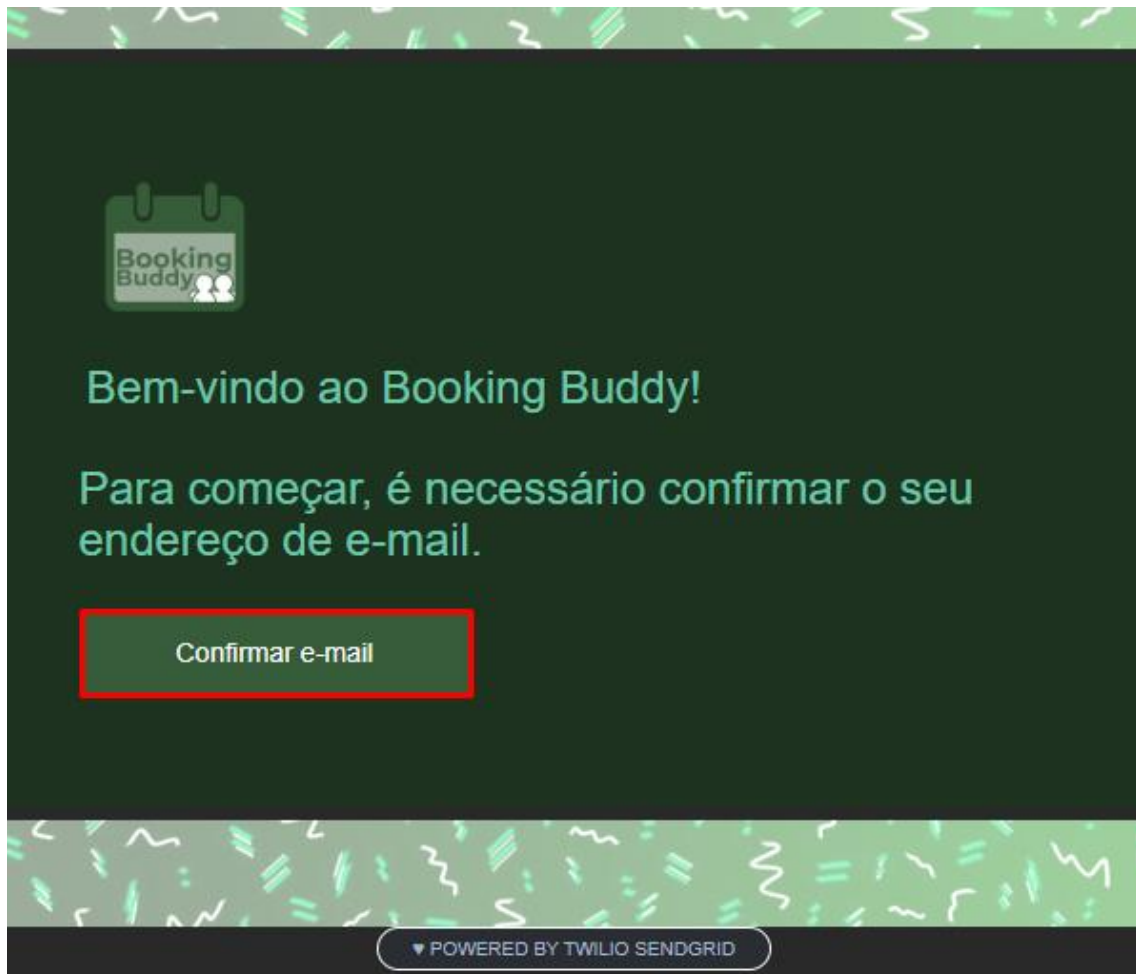 Booking
Buddy
Bem-vindo ao Booking Buddy!
Para começar, é necessário confirmar o seu
endereço de e-mail.
Confirmar e-mail
♥ POWERED BY TWILIO SENDGRID